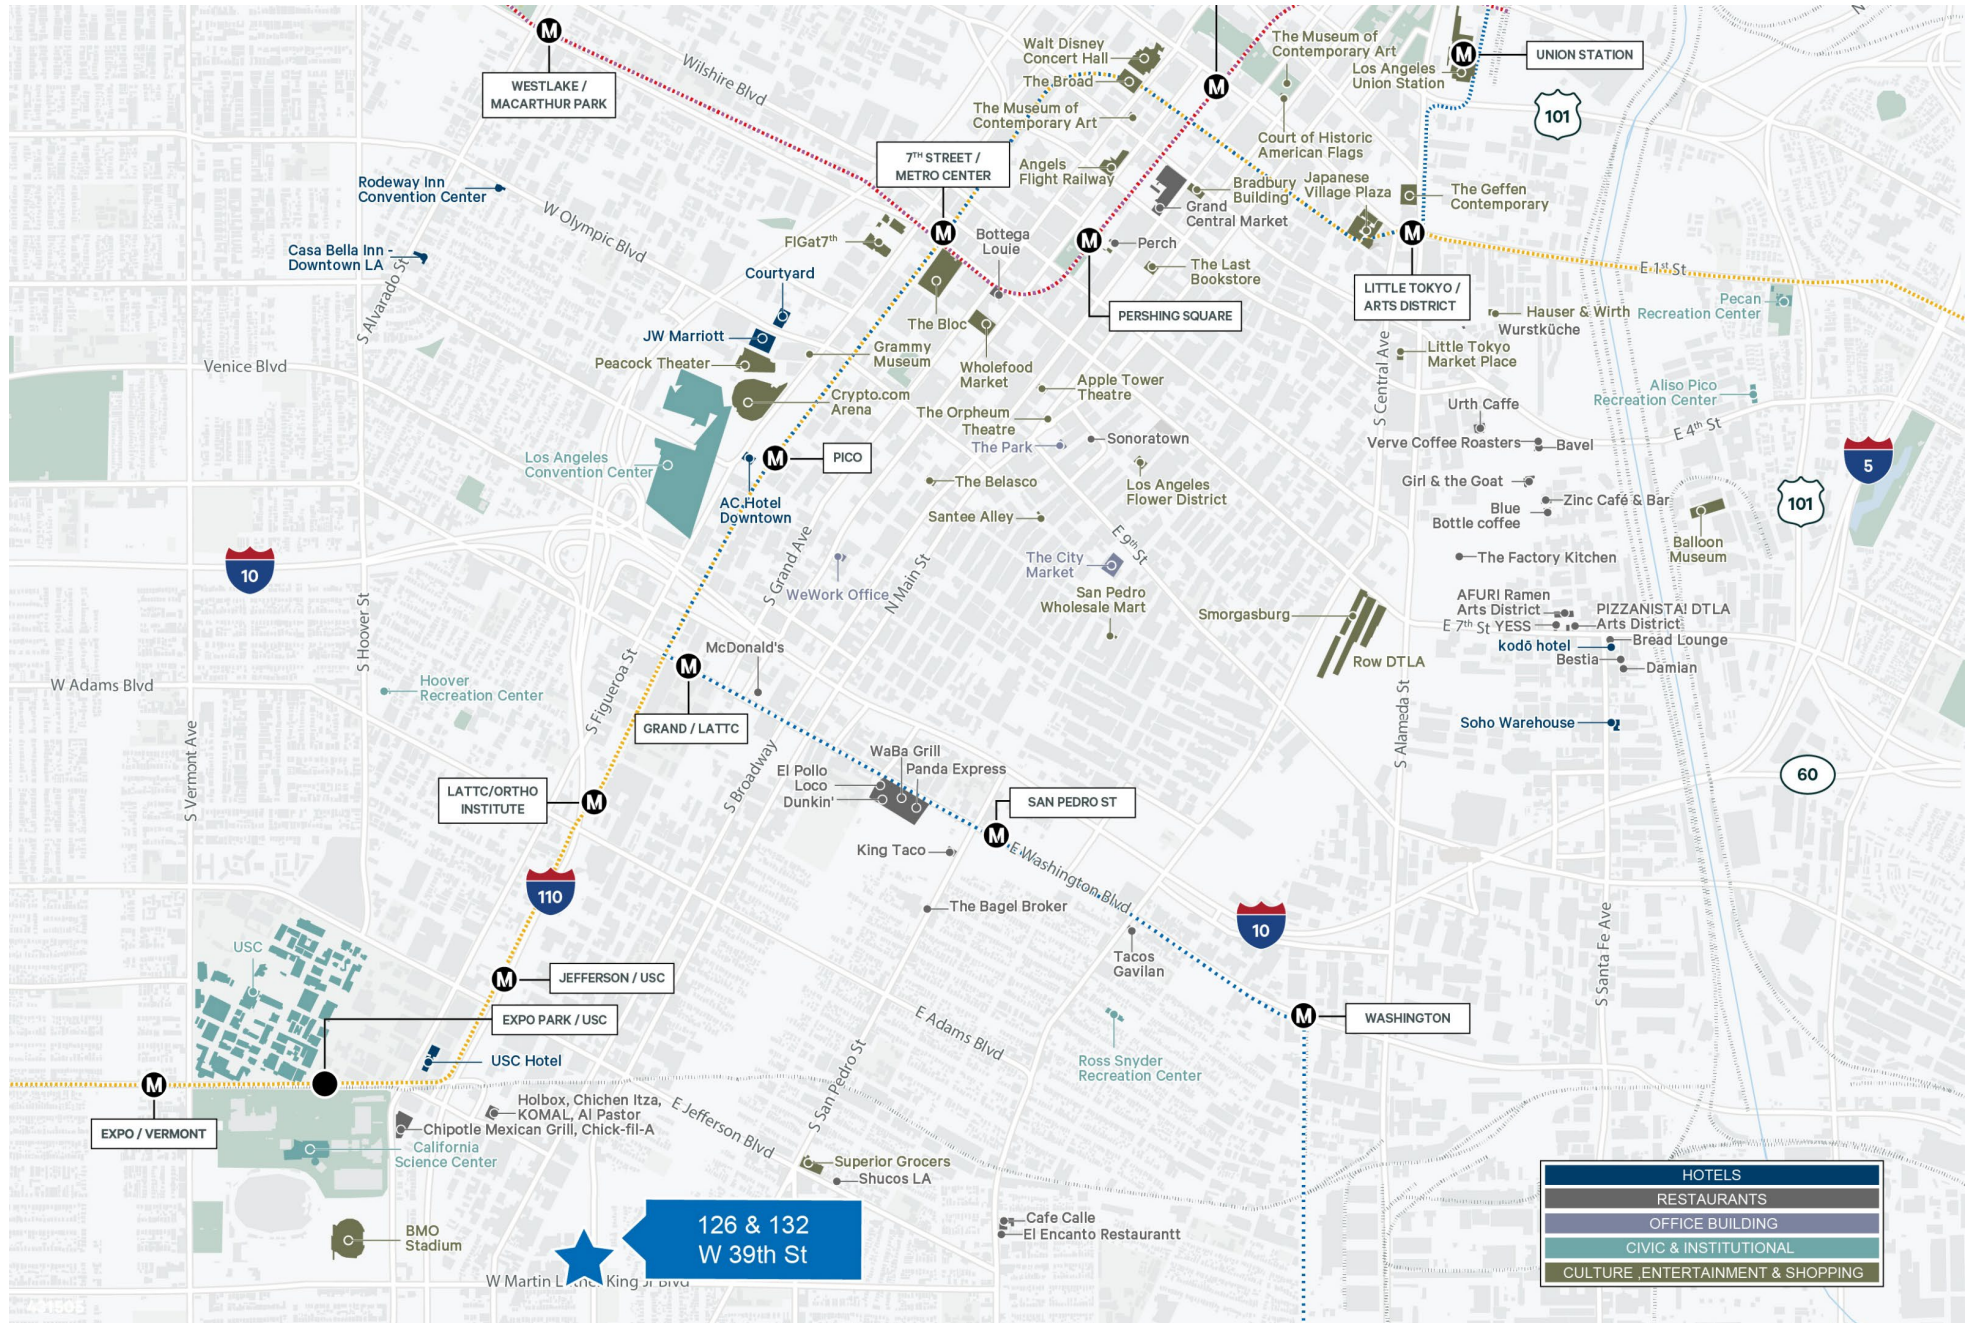 WESTLAKE /
MACARTHUR PARK
Wilshire Blvd
Walt Disney
Concert Hall
The Broad
The Museum of
Contemporary Art
The Museum of
Contemporary Art
Los Angeles
Union Station
UNION STATION
101
Court of Historic
American Flags
7TH STREET /
METRO CENTER
Angels
Flight Railway
Bradbury
Building
Japanese
Village Plaza
The Geffen
Contemporary
Grand
Central Market
Rodeway Inn
Convention Center
W Olympic Blvd
Casa Bella Inn -
Downtown LA
S Alvarado St
FIGat7th
Bottega
Louie
Perch
The Last
Bookstore
E 1st St
Courtyard
The Bloc
PERSHING SQUARE
LITTLE TOKYO /
ARTS DISTRICT
Pecan
Recreation Center
Hauser & Wirth
Wurstküche
JW Marriott
Peacock Theater
Grammy
Museum
Wholefood
Market
S Central Ave
Little Tokyo
Market Place
Venice Blvd
Crypto.com
Arena
Apple Tower
Theatre
The Orpheum
Theatre
The Park
Sonoratown
Aliso Pico
Recreation Center
Urth Caffe
Verve Coffee Roasters
Bavel
E 4th St
5
Los Angeles
Convention Center
PICO
AC Hotel
Downtown
The Belasco
Los Angeles
Flower District
Santee Alley
Girl & the Goat
Zinc Café & Bar
Blue
Bottle coffee
101
Balloon
Museum
E 9th St
The Factory Kitchen
10
S Hoover St
S Grand Ave
WeWork Office
N Main St
The City
Market
San Pedro
Wholesale Mart
Smorgasburg
AFURI Ramen
Arts District
PIZZANISTA! DTLA
Arts District
E 7th St
YESS
kodō hotel
Bread Lounge
Bestia
Damian
Row DTLA
McDonald's
W Adams Blvd
Hoover
Recreation Center
S Figueroa St
GRAND / LATTC
S Alameda St
Soho Warehouse
S Vermont Ave
S Broadway
WaBa Grill
Panda Express
El Pollo
Loco
Dunkin'
60
LATTC/ORTHO
INSTITUTE
SAN PEDRO ST
King Taco
E Washington Blvd
110
The Bagel Broker
10
S Santa Fe Ave
USC
Tacos
Gavilan
JEFFERSON / USC
EXPO PARK / USC
E Adams Blvd
WASHINGTON
USC Hotel
Ross Snyder
Recreation Center
S San Pedro St
EXPO / VERMONT
Holbox, Chichen Itza,
KOMAL, Al Pastor
Chipotle Mexican Grill, Chick-fil-A
E Jefferson Blvd
California
Science Center
Superior Grocers
Shucos LA
BMO
Stadium
126 & 132
W 39th St
Cafe Calle
El Encanto Restaurantt
W Martin Luther King Jr Blvd
HOTELS
RESTAURANTS
OFFICE BUILDING
CIVIC & INSTITUTIONAL
CULTURE ,ENTERTAINMENT & SHOPPING